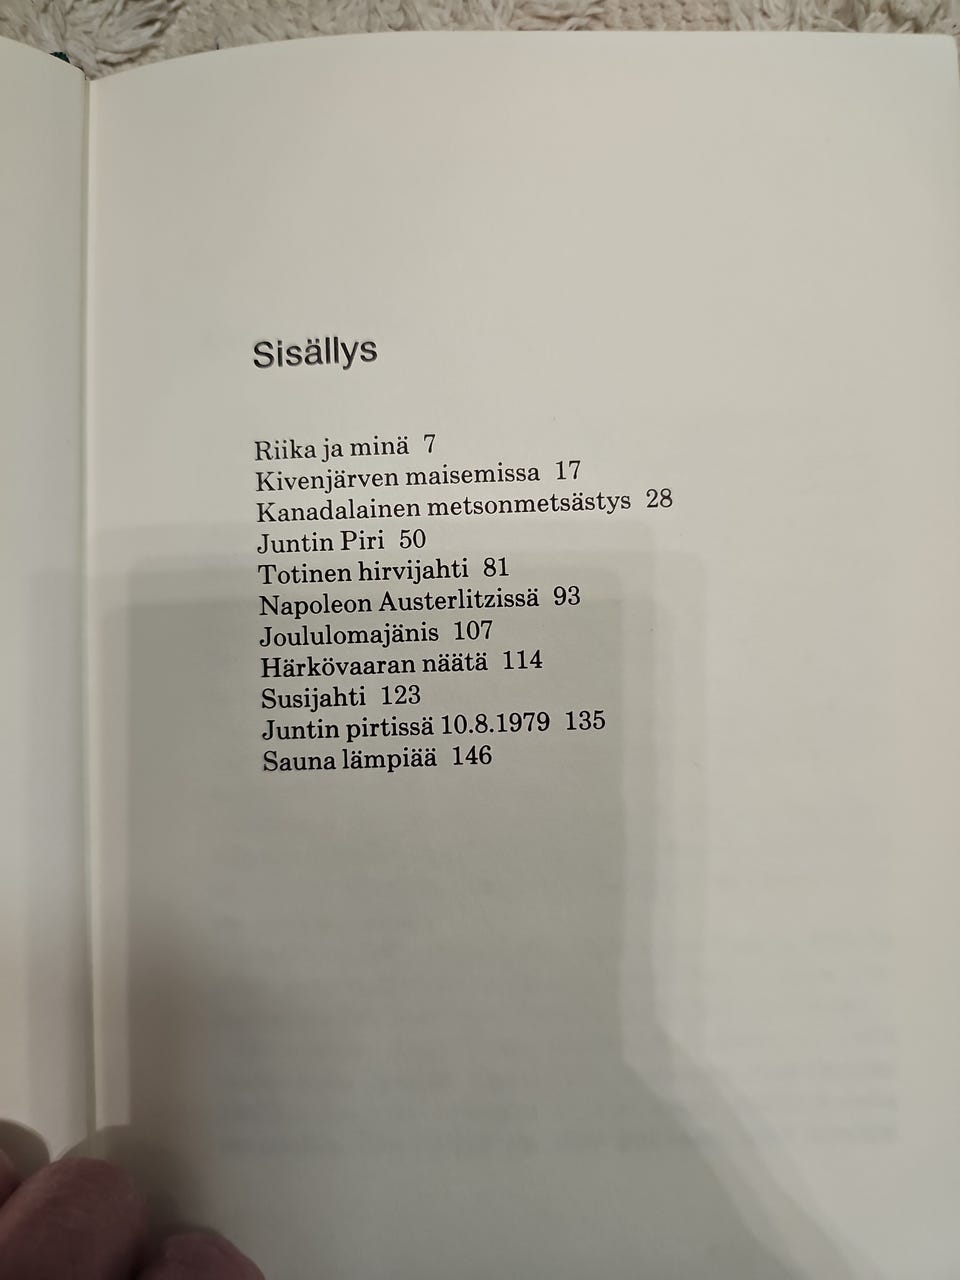 Sisällys
Riika ja minä 7
Kivenjärven maisemissa 17
Kanadalainen metsonmetsästys 28
Juntin Piri 50
Totinen hirvijahti 81
Napoleon Austerlitzissä 93
Joululomajänis 107
Härkövaaran näätä 114
Susijahti 123
Juntin pirtissä 10.8.1979 135
Sauna lämpiää 146